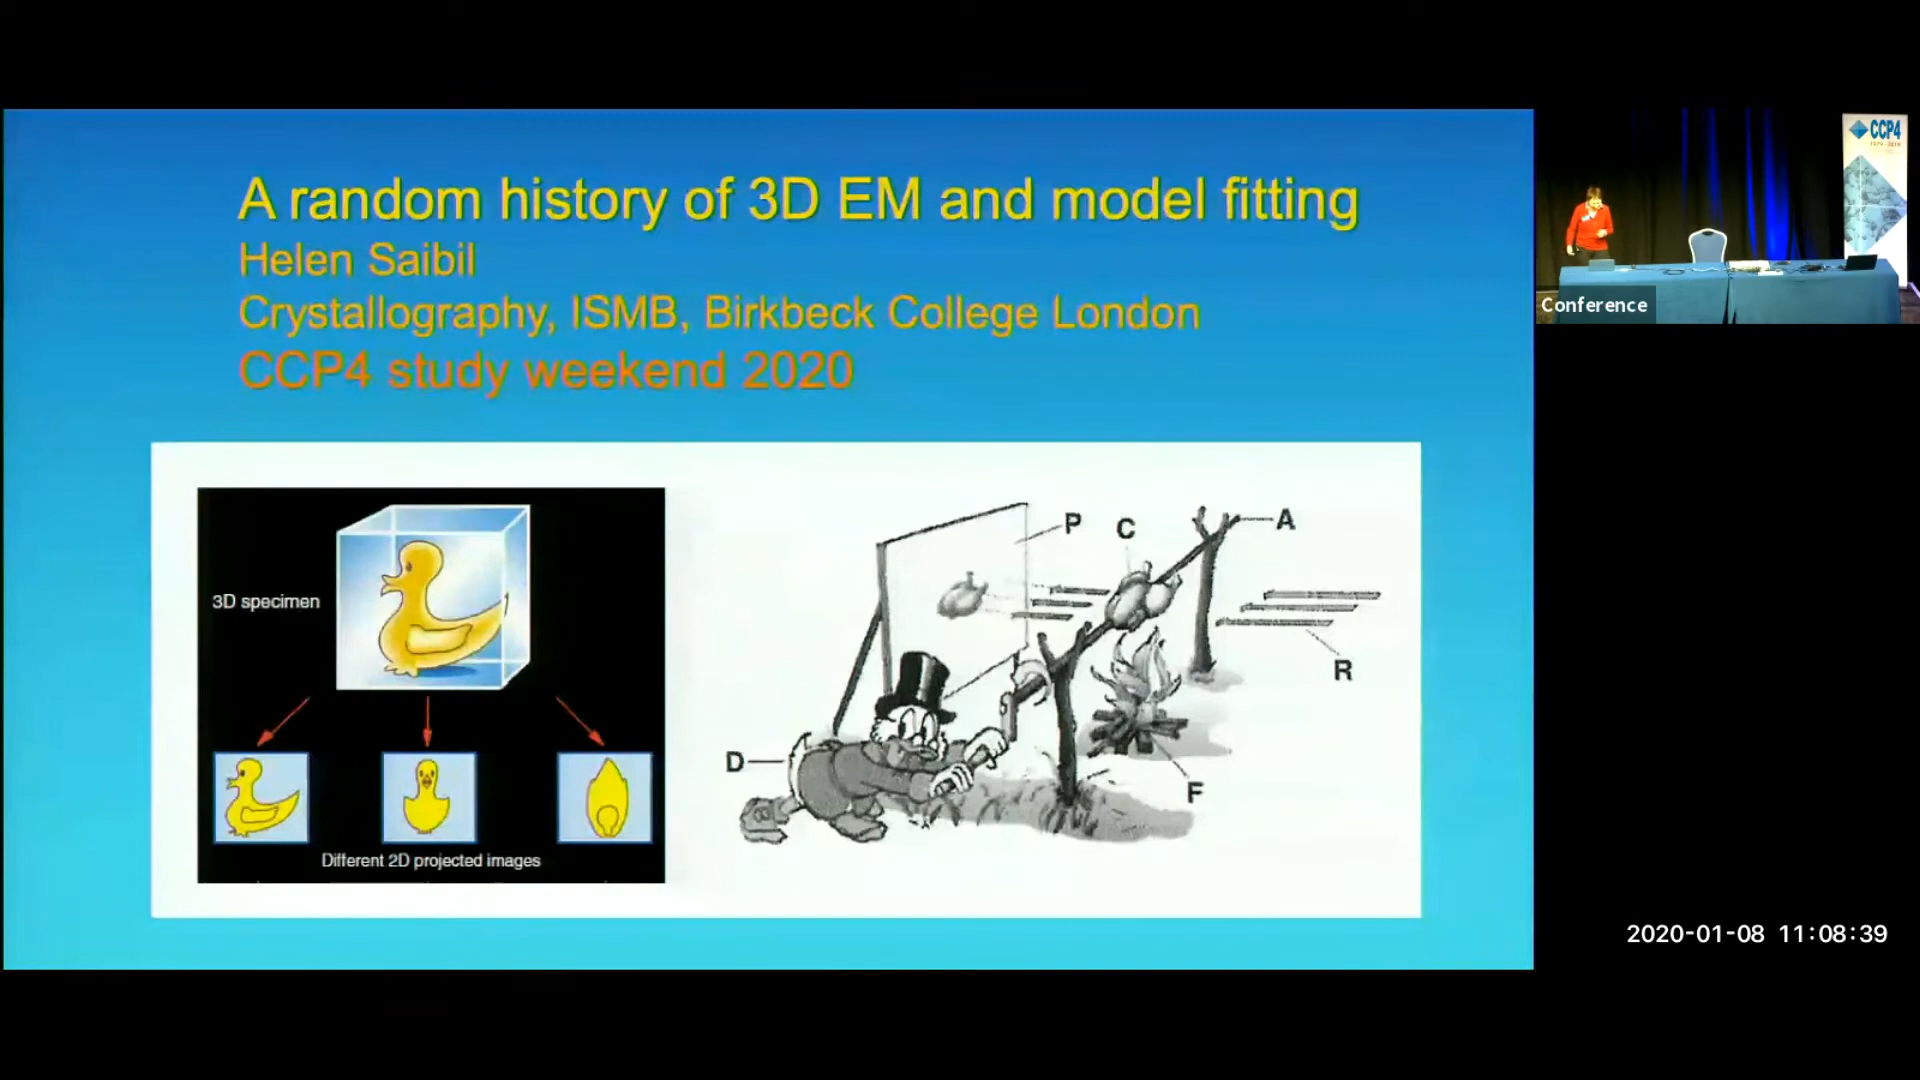 A random history of 3D EM and model fitting
Helen Saibil
Crystallography, ISMB, Birkbeck College London
CCP4 study weekend 2020
3D specimen
Different 2D projected images
P
C
A
R
D
F
CCP4
Conference
2020-01-08 11:08:39